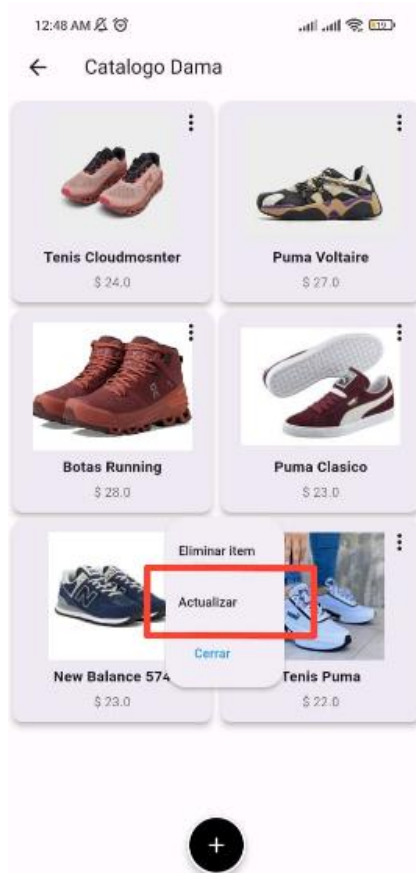 12:48 AM
19
Catalogo Dama
Tenis Cloudmosnter
$ 24.0
Puma Voltaire
$ 27.0
Botas Running
$ 28.0
Puma Clasico
$ 23.0
Eliminar item
Actualizar
Cerrar
New Balance 574
$ 23.0
Tenis Puma
$ 22.0